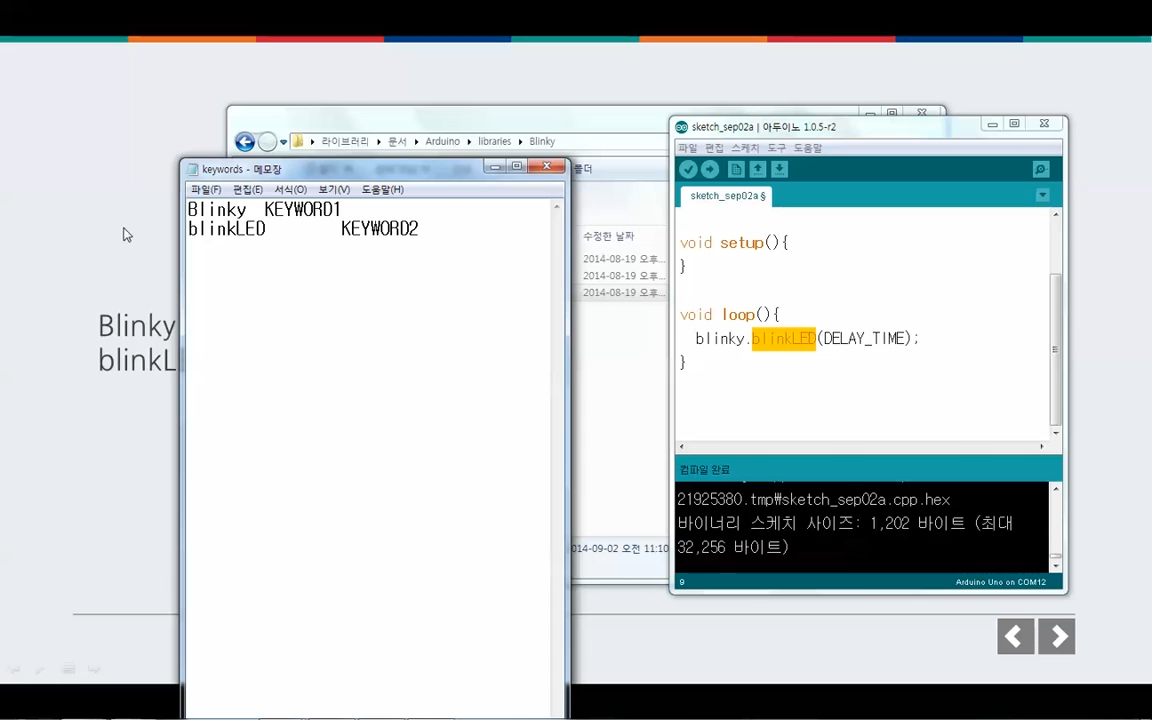 sketch_sep02a | 아두이노 1.0.5-r2
라이브러리 ▸ 문서 ▸ Arduino ▸ libraries ▸ Blinky
파일 편집 스케치 도구 도움말
keywords - 메모장
폴더
파일(F) 편집(E) 서식(O) 보기(V) 도움말(H)
sketch_sep02a §
Blinky KEYWORD1
blinkLED KEYWORD2
수정한 날짜
2014-08-19 오후...
2014-08-19 오후...
2014-08-19 오후...
void setup(){
}
void loop(){
blinky.blinkLED(DELAY_TIME);
}
Blinky
blinkL
컴파일 완료
21925380.tmp₩sketch_sep02a.cpp.hex
바이너리 스케치 사이즈: 1,202 바이트 (최대
32,256 바이트)
014-09-02 오전 11:10
9
Arduino Uno on COM12